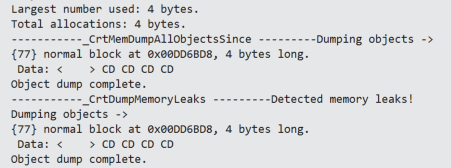 Largest number used: 4 bytes.
Total allocations: 4 bytes.
-----------_CrtMemDumpAllObjectsSince ---------Dumping objects ->
{77} normal block at 0x00DD6BD8, 4 bytes long.
Data: <    > CD CD CD CD
Object dump complete.
-----------_CrtDumpMemoryLeaks ---------Detected memory leaks!
Dumping objects ->
{77} normal block at 0x00DD6BD8, 4 bytes long.
Data: <    > CD CD CD CD
Object dump complete.